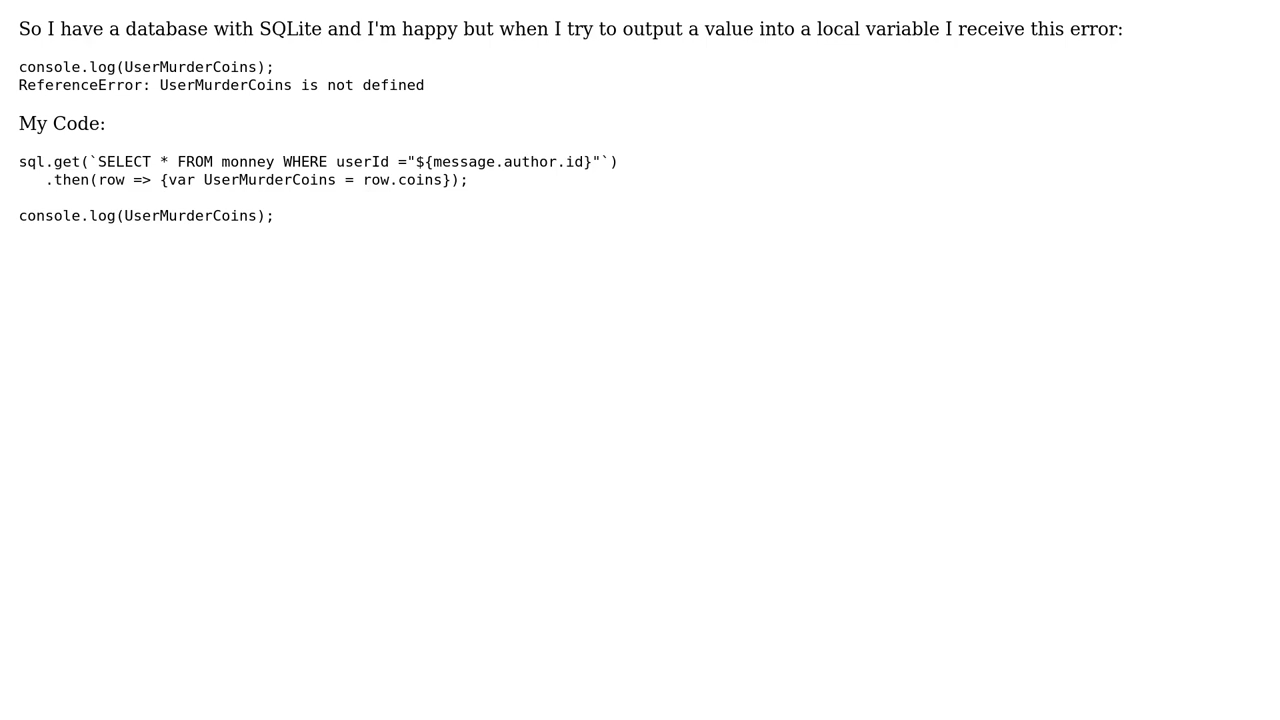 So I have a database with SQLite and I'm happy but when I try to output a value into a local variable I receive this error:
console.log(UserMurderCoins);
ReferenceError: UserMurderCoins is not defined
My Code:
sql.get(`SELECT * FROM monney WHERE userId ="${message.author.id}"`)
   .then(row => {var UserMurderCoins = row.coins});
console.log(UserMurderCoins);